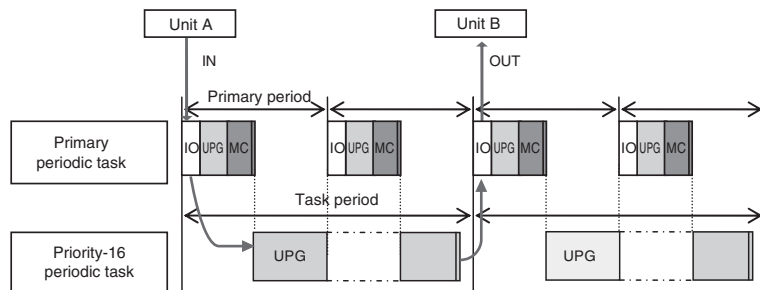 Unit A
Unit B
IN
OUT
Primary period
Primary
periodic task
IO UPG MC
IO UPG MC
IO UPG MC
IO UPG MC
Task period
Priority-16
periodic task
UPG
UPG